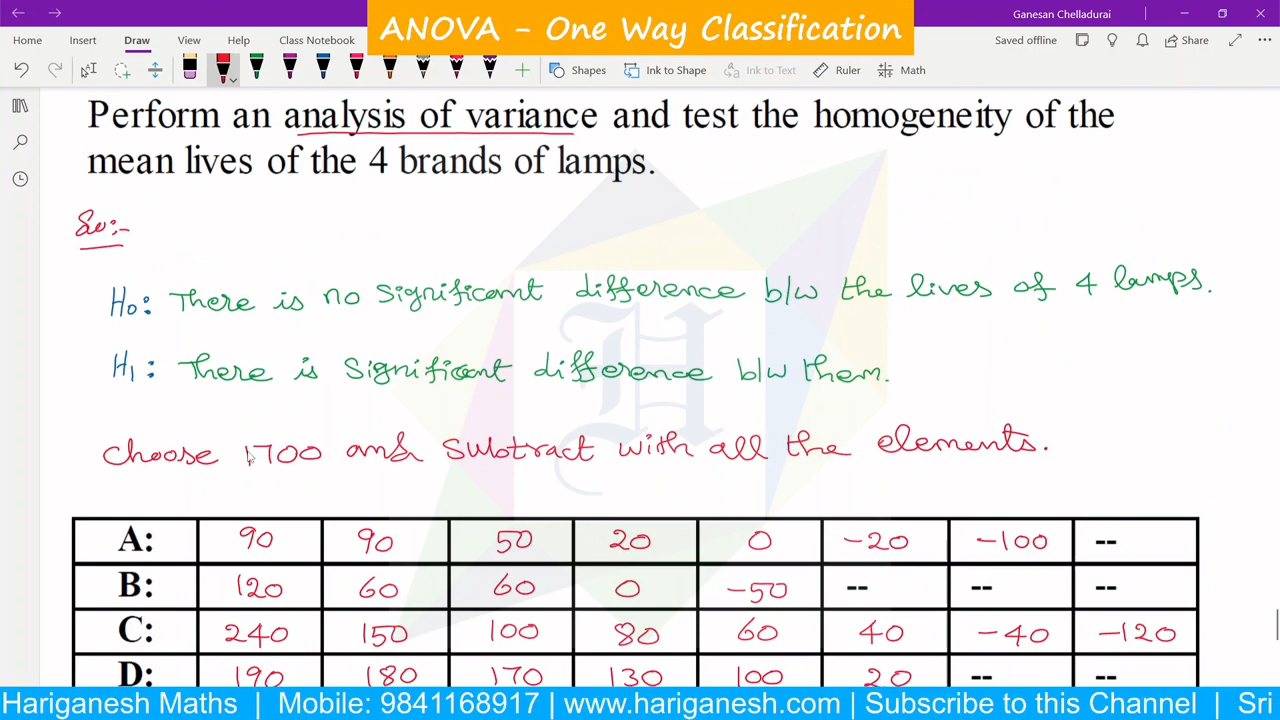 ANOVA - One Way Classification
Ganesan Chelladurai
Home Insert Draw View Help Class Notebook Saved offline Share
Shapes Ink to Shape Ink to Text Ruler Math
Perform an analysis of variance and test the homogeneity of the
mean lives of the 4 brands of lamps.
Sol:-
H0: There is no significant difference b/w the lives of 4 lamps.
H1: There is significant difference b/w them.
choose 1700 and subtract with all the elements.
A: 90 90 50 20 0 -20 -100 --
B: 120 60 60 0 -50 -- -- --
C: 240 150 100 80 60 40 -40 -120
D: 190 180 170 130 100 20 -- --
Hariganesh Maths | Mobile: 9841168917 | www.hariganesh.com | Subscribe to this Channel | Sri